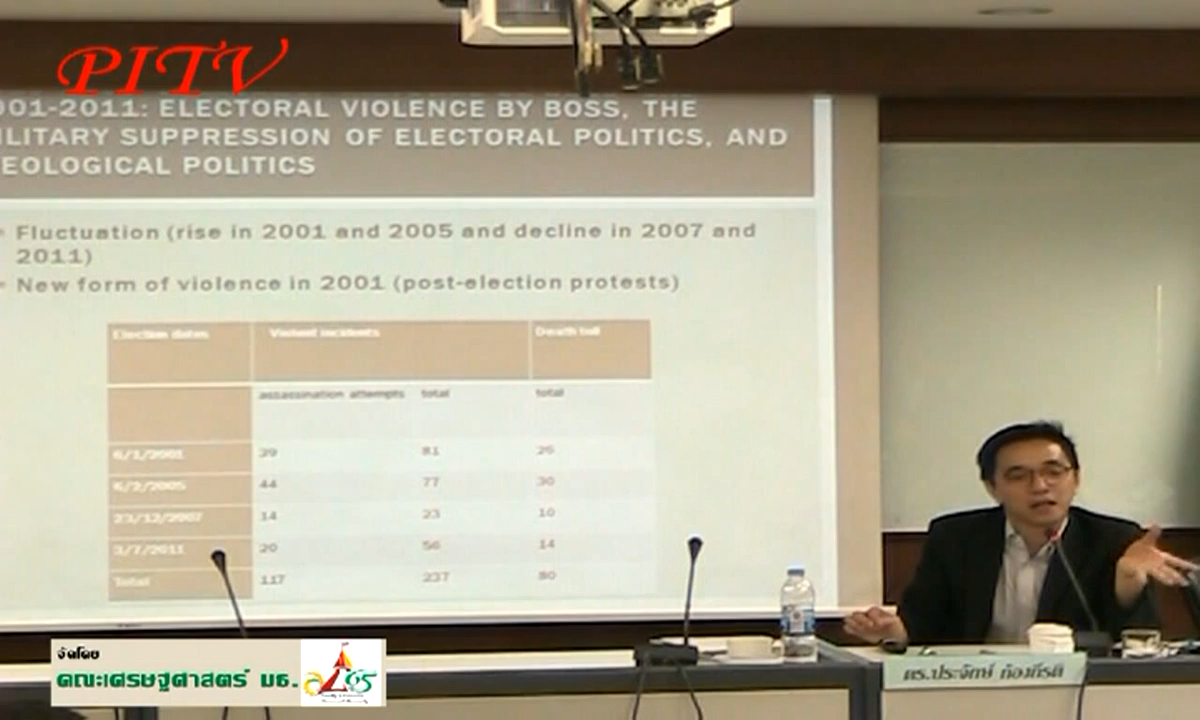 PITV
001-2011: ELECTORAL VIOLENCE BY BOSS, THE
ILITARY SUPPRESSION OF ELECTORAL POLITICS, AND
EOLOGICAL POLITICS
Fluctuation (rise in 2001 and 2005 and decline in 2007 and
2011)
New form of violence in 2001 (post-election protests)
Election dates Violent incidents Death toll
assassination attempts total total
6/1/2001 29 81 26
6/2/2005 44 77 30
23/12/2007 14 23 10
3/7/2011 20 56 14
Total 117 237 80
จัดโดย
คณะเศรษฐศาสตร์ มธ.
ดร.ประจักษ์ ก้องกีรติ